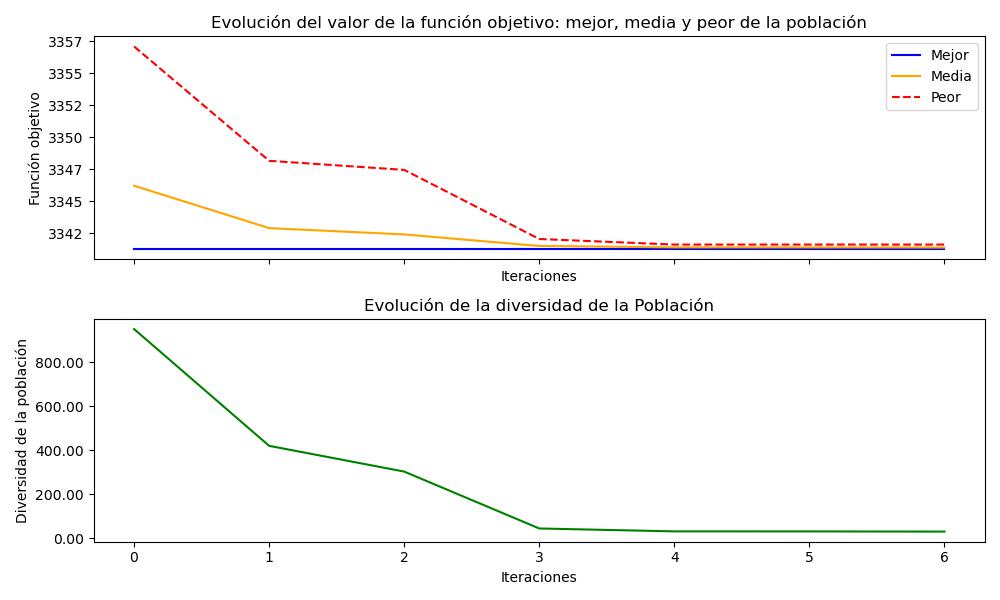 Evolución del valor de la función objetivo: mejor, media y peor de la población
3357
3355
3352
3350
3347
3345
3342
Función objetivo
Mejor
Media
Peor
Iteraciones
Evolución de la diversidad de la Población
800.00
600.00
400.00
200.00
0.00
Diversidad de la población
0 1 2 3 4 5 6
Iteraciones